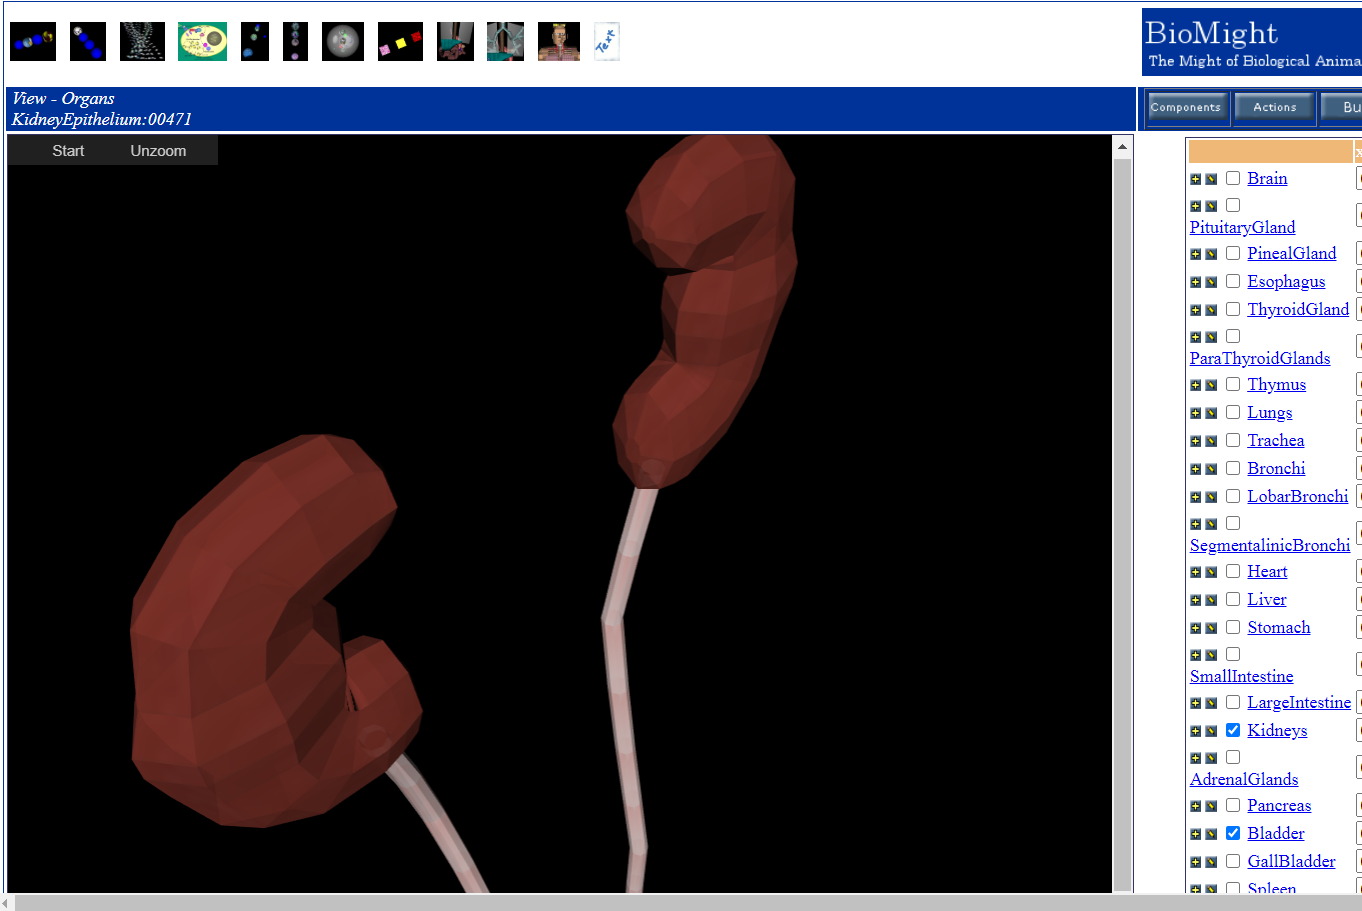 Text
BioMight
The Might of Biological Anima
View - Organs
KidneyEpithelium:00471
Components
Actions
Bu
Start
Unzoom
x
Brain
PituitaryGland
PinealGland
Esophagus
ThyroidGland
ParaThyroidGlands
Thymus
Lungs
Trachea
Bronchi
LobarBronchi
SegmentalinicBronchi
Heart
Liver
Stomach
SmallIntestine
LargeIntestine
Kidneys
AdrenalGlands
Pancreas
Bladder
GallBladder
Spleen